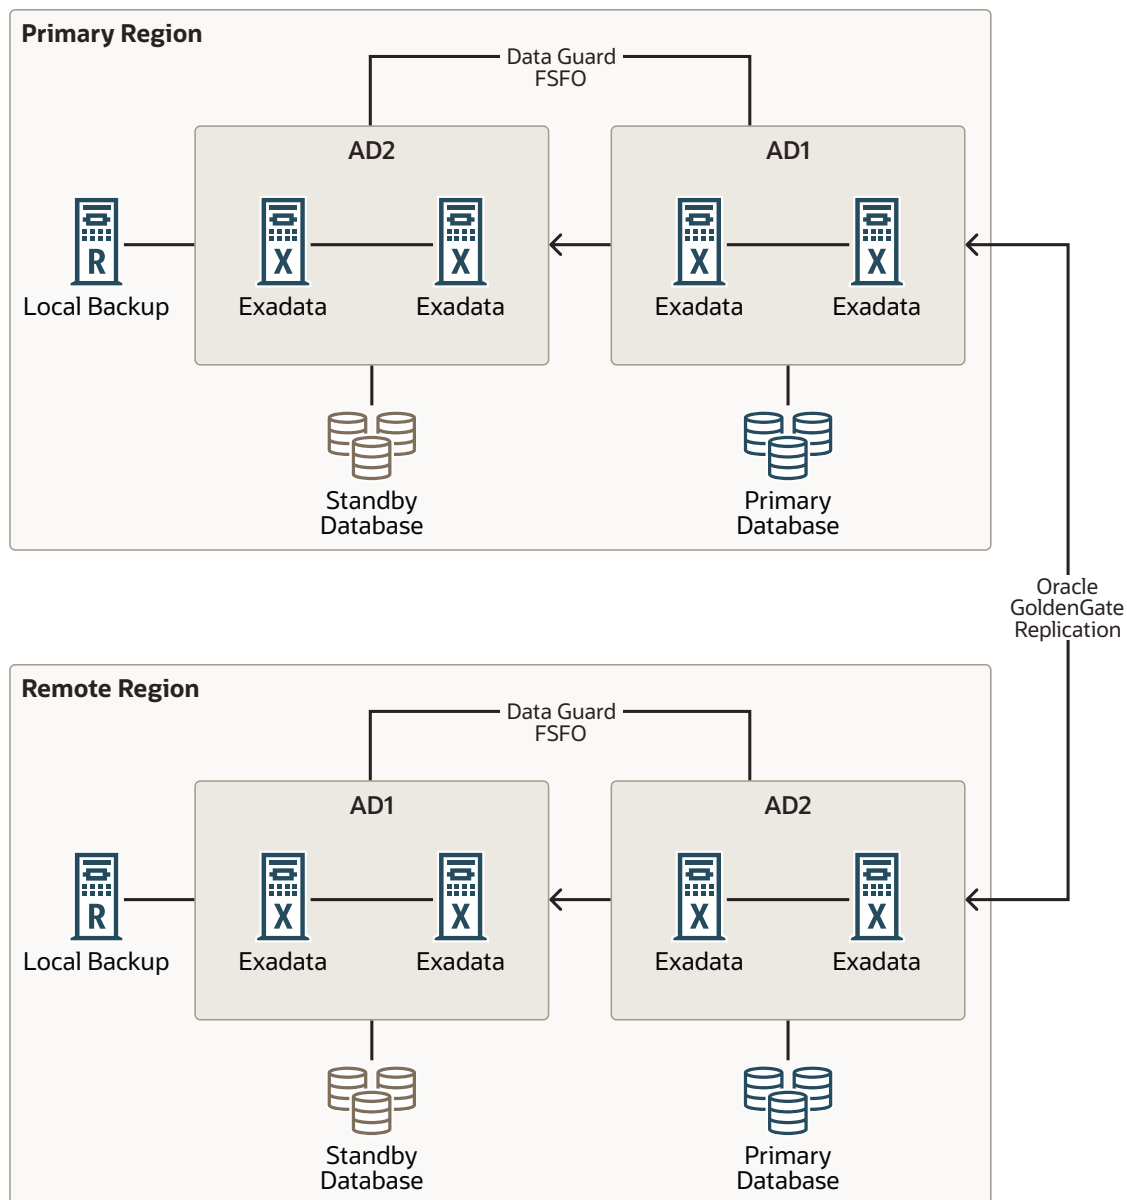 Primary Region
Data Guard
FSFO
AD2
AD1
R
X
X
X
X
Local Backup
Exadata
Exadata
Exadata
Exadata
Standby
Database
Primary
Database
Oracle
GoldenGate
Replication
Remote Region
Data Guard
FSFO
AD1
AD2
R
X
X
X
X
Local Backup
Exadata
Exadata
Exadata
Exadata
Standby
Database
Primary
Database